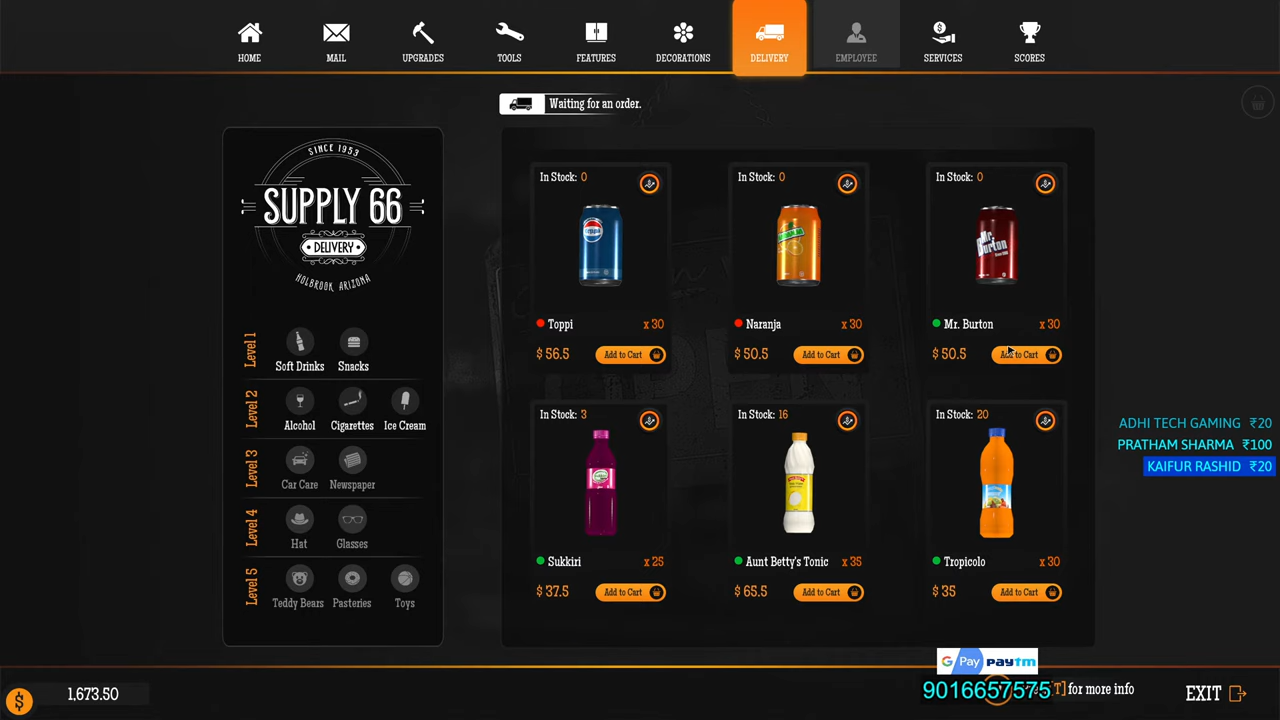 HOME
MAIL
UPGRADES
TOOLS
FEATURES
DECORATIONS
DELIVERY
EMPLOYEE
SERVICES
SCORES
Waiting for an order.
SINCE 1953
SUPPLY 66
DELIVERY
HOLBROOK ARIZONA
Level 1
Soft Drinks
Snacks
Level 2
Alcohol
Cigarettes
Ice Cream
Level 3
Car Care
Newspaper
Level 4
Hat
Glasses
Level 5
Teddy Bears
Pasteries
Toys
In Stock: 0
Toppi x 30
$ 56.5 Add to Cart
In Stock: 0
Naranja x 30
$ 50.5 Add to Cart
In Stock: 0
Mr. Burton
Mr. Burton x 30
$ 50.5 Add to Cart
In Stock: 3
Sukkiri x 25
$ 37.5 Add to Cart
In Stock: 16
Aunt Betty's Tonic x 35
$ 65.5 Add to Cart
In Stock: 20
Tropicolo x 30
$ 35 Add to Cart
ADHI TECH GAMING ₹20
PRATHAM SHARMA ₹100
KAIFUR RASHID ₹20
G Pay paytm
9016657575
T] for more info
$ 1,673.50
EXIT